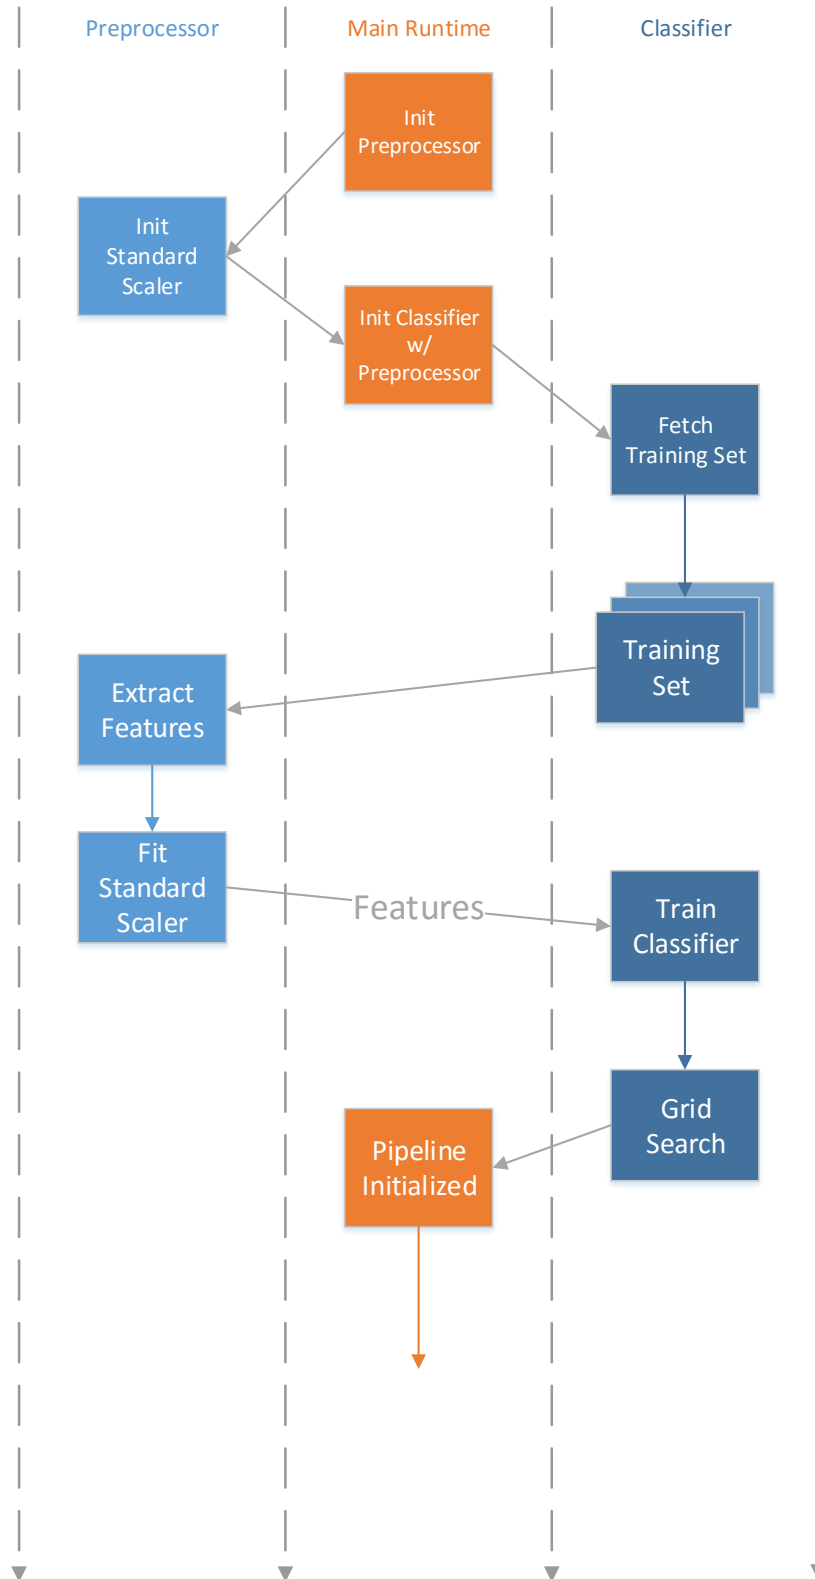 Preprocessor
Main Runtime
Classifier
Init
Preprocessor
Init
Standard
Scaler
Init Classifier
w/
Preprocessor
Fetch
Training Set
Training
Set
Extract
Features
Fit
Standard
Scaler
Features
Train
Classifier
Grid
Search
Pipeline
Initialized